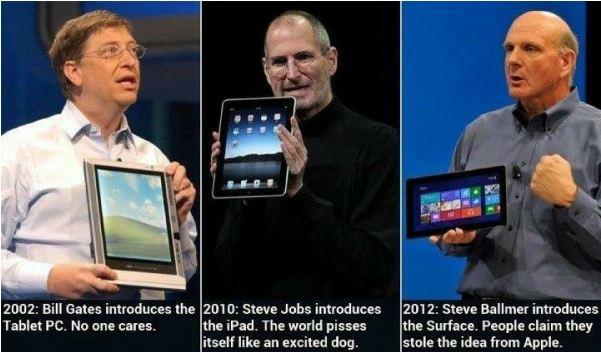 2002: Bill Gates introduces the
Tablet PC. No one cares.
2010: Steve Jobs introduces
the iPad. The world pisses
itself like an excited dog.
2012: Steve Ballmer introduces
the Surface. People claim they
stole the idea from Apple.